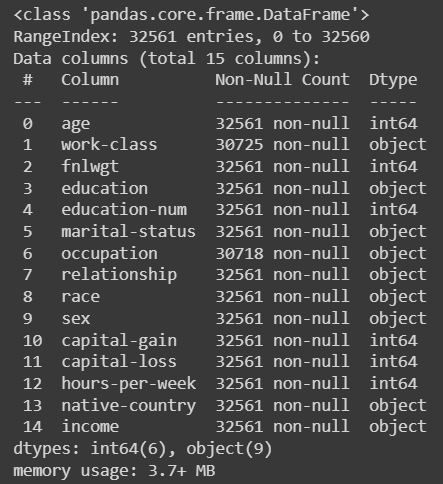 <class 'pandas.core.frame.DataFrame'>
RangeIndex: 32561 entries, 0 to 32560
Data columns (total 15 columns):
 #   Column          Non-Null Count  Dtype
---  ------          --------------  -----
 0   age             32561 non-null  int64
 1   work-class      30725 non-null  object
 2   fnlwgt          32561 non-null  int64
 3   education       32561 non-null  object
 4   education-num   32561 non-null  int64
 5   marital-status  32561 non-null  object
 6   occupation      30718 non-null  object
 7   relationship    32561 non-null  object
 8   race            32561 non-null  object
 9   sex             32561 non-null  object
 10  capital-gain    32561 non-null  int64
 11  capital-loss    32561 non-null  int64
 12  hours-per-week  32561 non-null  int64
 13  native-country  32561 non-null  object
 14  income          32561 non-null  object
dtypes: int64(6), object(9)
memory usage: 3.7+ MB